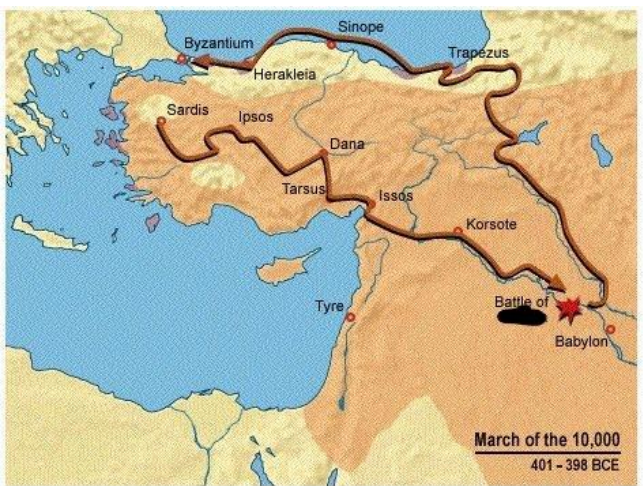 Sinope
Byzantium
Trapezus
Herakleia
Sardis
Ipsos
Dana
Tarsus
Issos
Korsote
Tyre
Battle of
Babylon
March of the 10,000
401 – 398 BCE